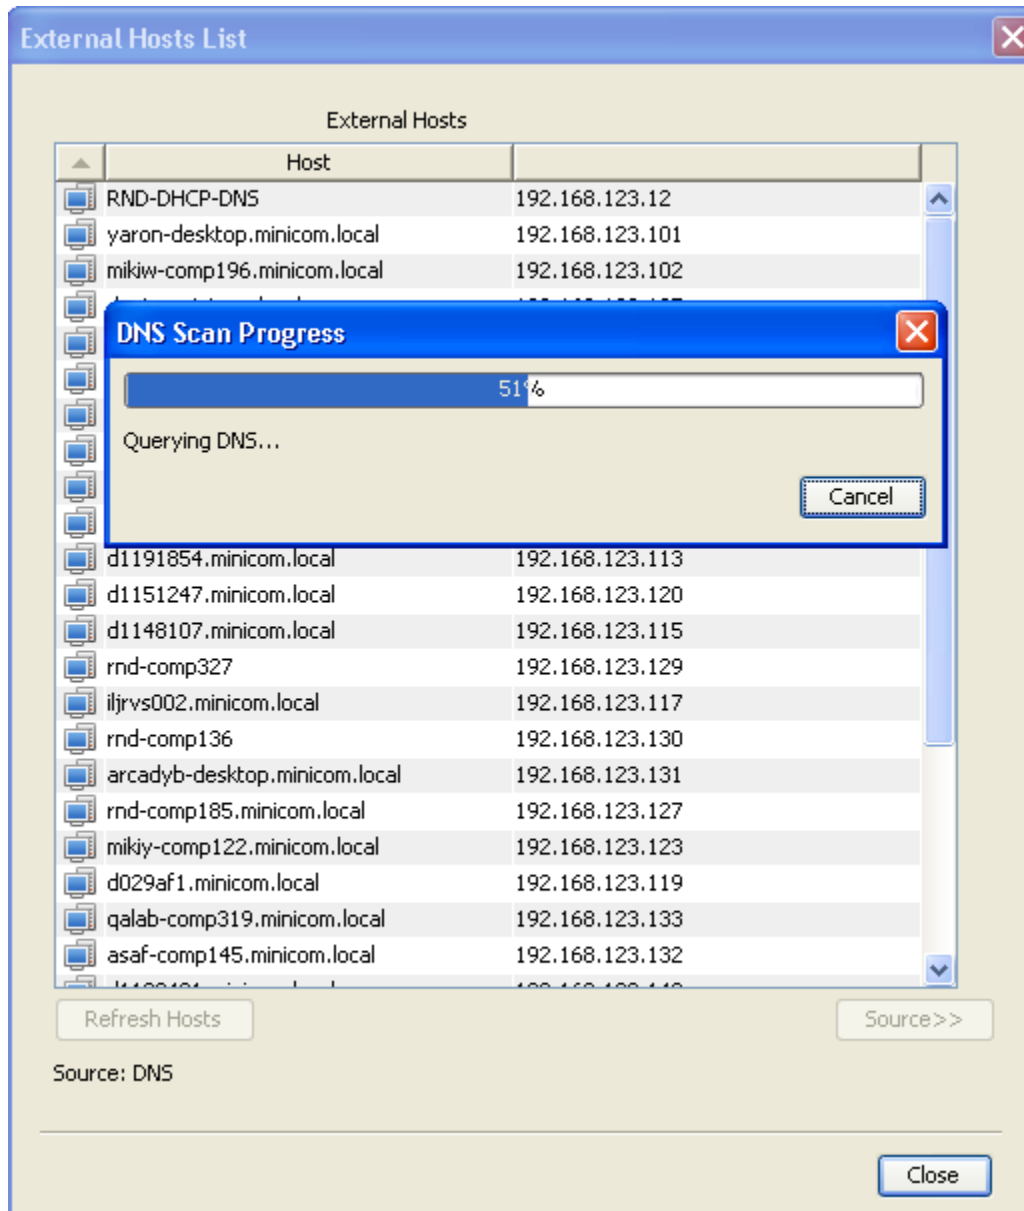 External Hosts List
External Hosts
Host
RND-DHCP-DNS 192.168.123.12
yaron-desktop.minicom.local 192.168.123.101
mikiw-comp196.minicom.local 192.168.123.102
DNS Scan Progress
51%
Querying DNS...
Cancel
d1191854.minicom.local 192.168.123.113
d1151247.minicom.local 192.168.123.120
d1148107.minicom.local 192.168.123.115
rnd-comp327 192.168.123.129
iljrvs002.minicom.local 192.168.123.117
rnd-comp136 192.168.123.130
arcadyb-desktop.minicom.local 192.168.123.131
rnd-comp185.minicom.local 192.168.123.127
mikiy-comp122.minicom.local 192.168.123.123
d029af1.minicom.local 192.168.123.119
qalab-comp319.minicom.local 192.168.123.133
asaf-comp145.minicom.local 192.168.123.132
Refresh Hosts Source>>
Source: DNS
Close